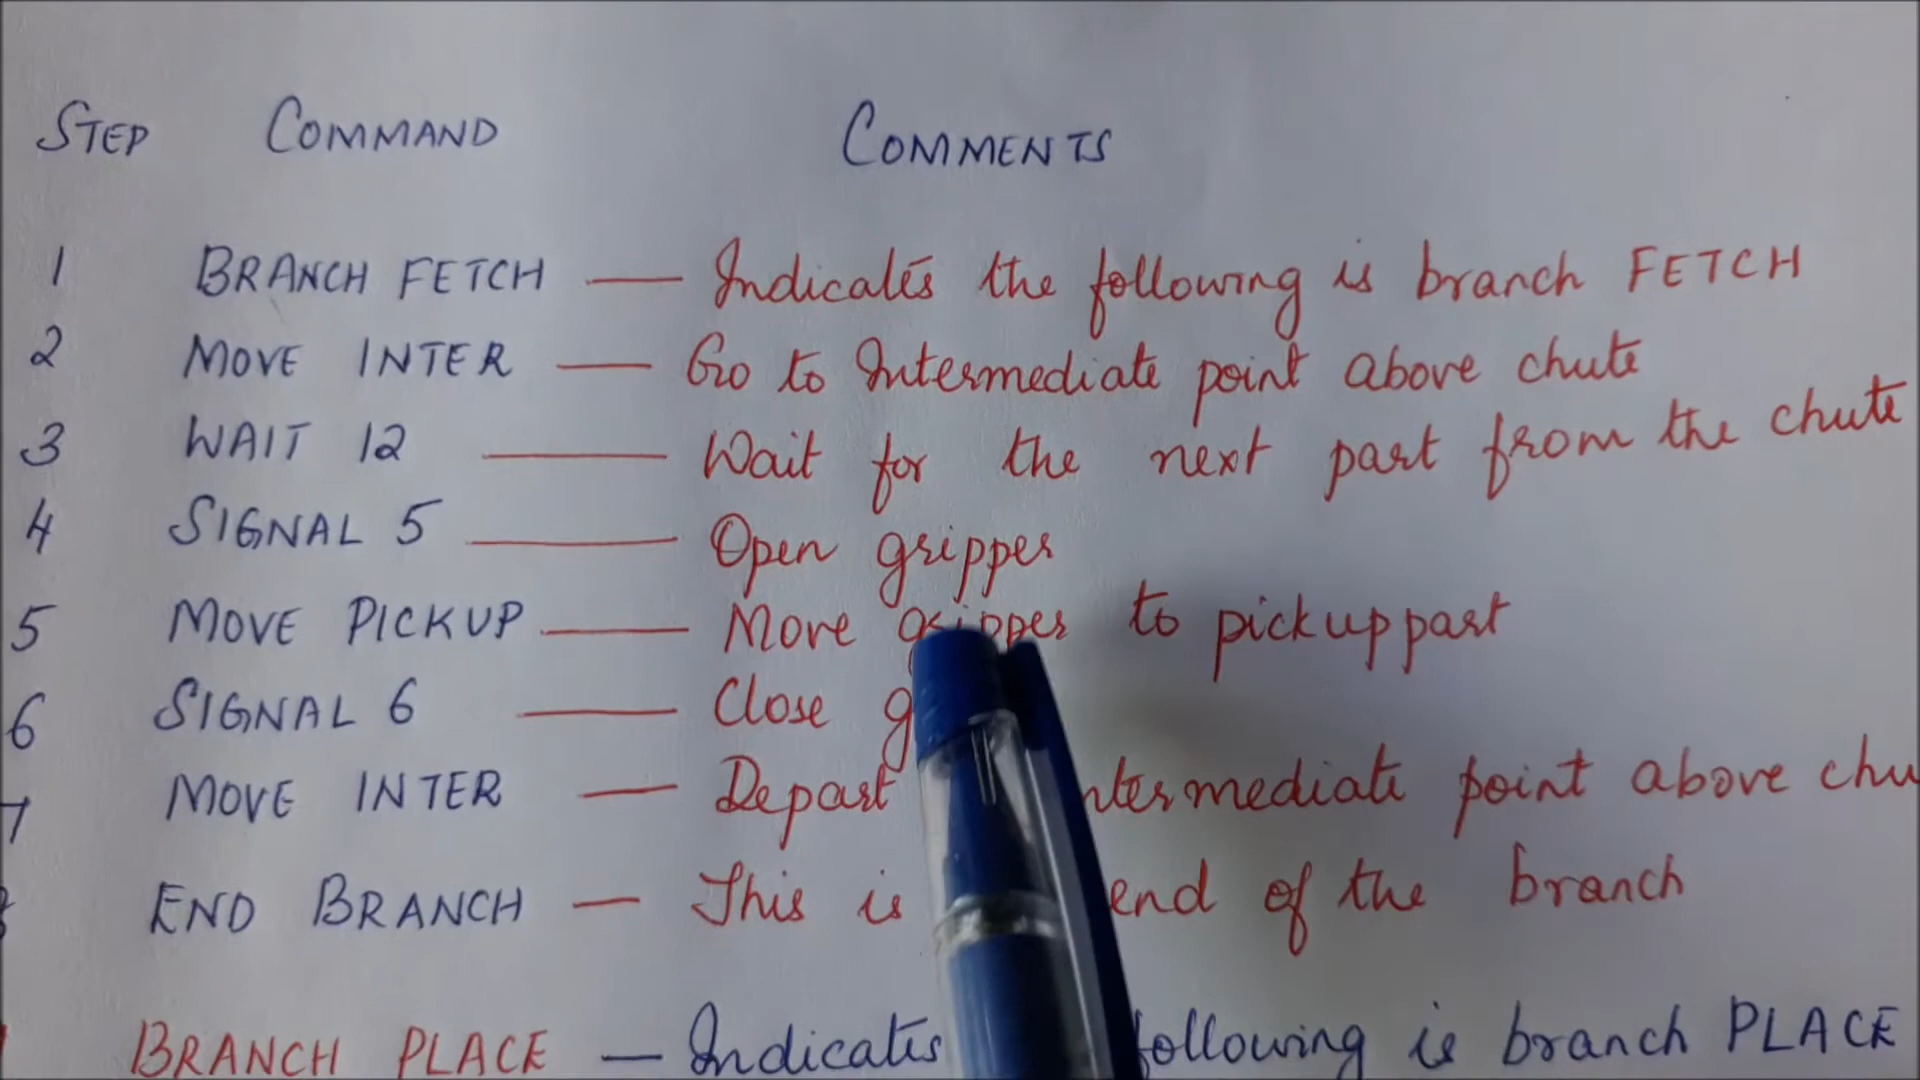 STEP COMMAND COMMENTS
1 BRANCH FETCH — Indicates the following is branch FETCH
2 MOVE INTER — Go to Intermediate point above chute
3 WAIT 12 — Wait for the next part from the chute
4 SIGNAL 5 — Open gripper
5 MOVE PICKUP — Move gripper to pickup part
6 SIGNAL 6 — Close
7 MOVE INTER — Depart point above
END BRANCH — This is end of the branch
BRANCH PLACE — Indicates following is branch PLACE